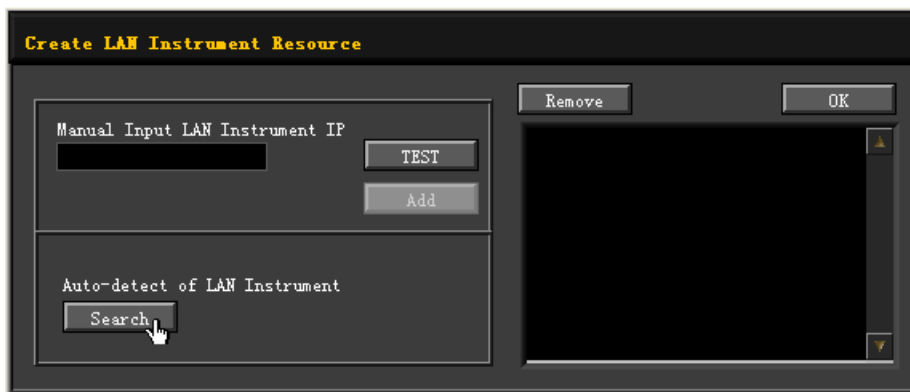 Create LAN Instrument Resource
Remove
OK
Manual Input LAN Instrument IP
TEST
Add
Auto-detect of LAN Instrument
Search